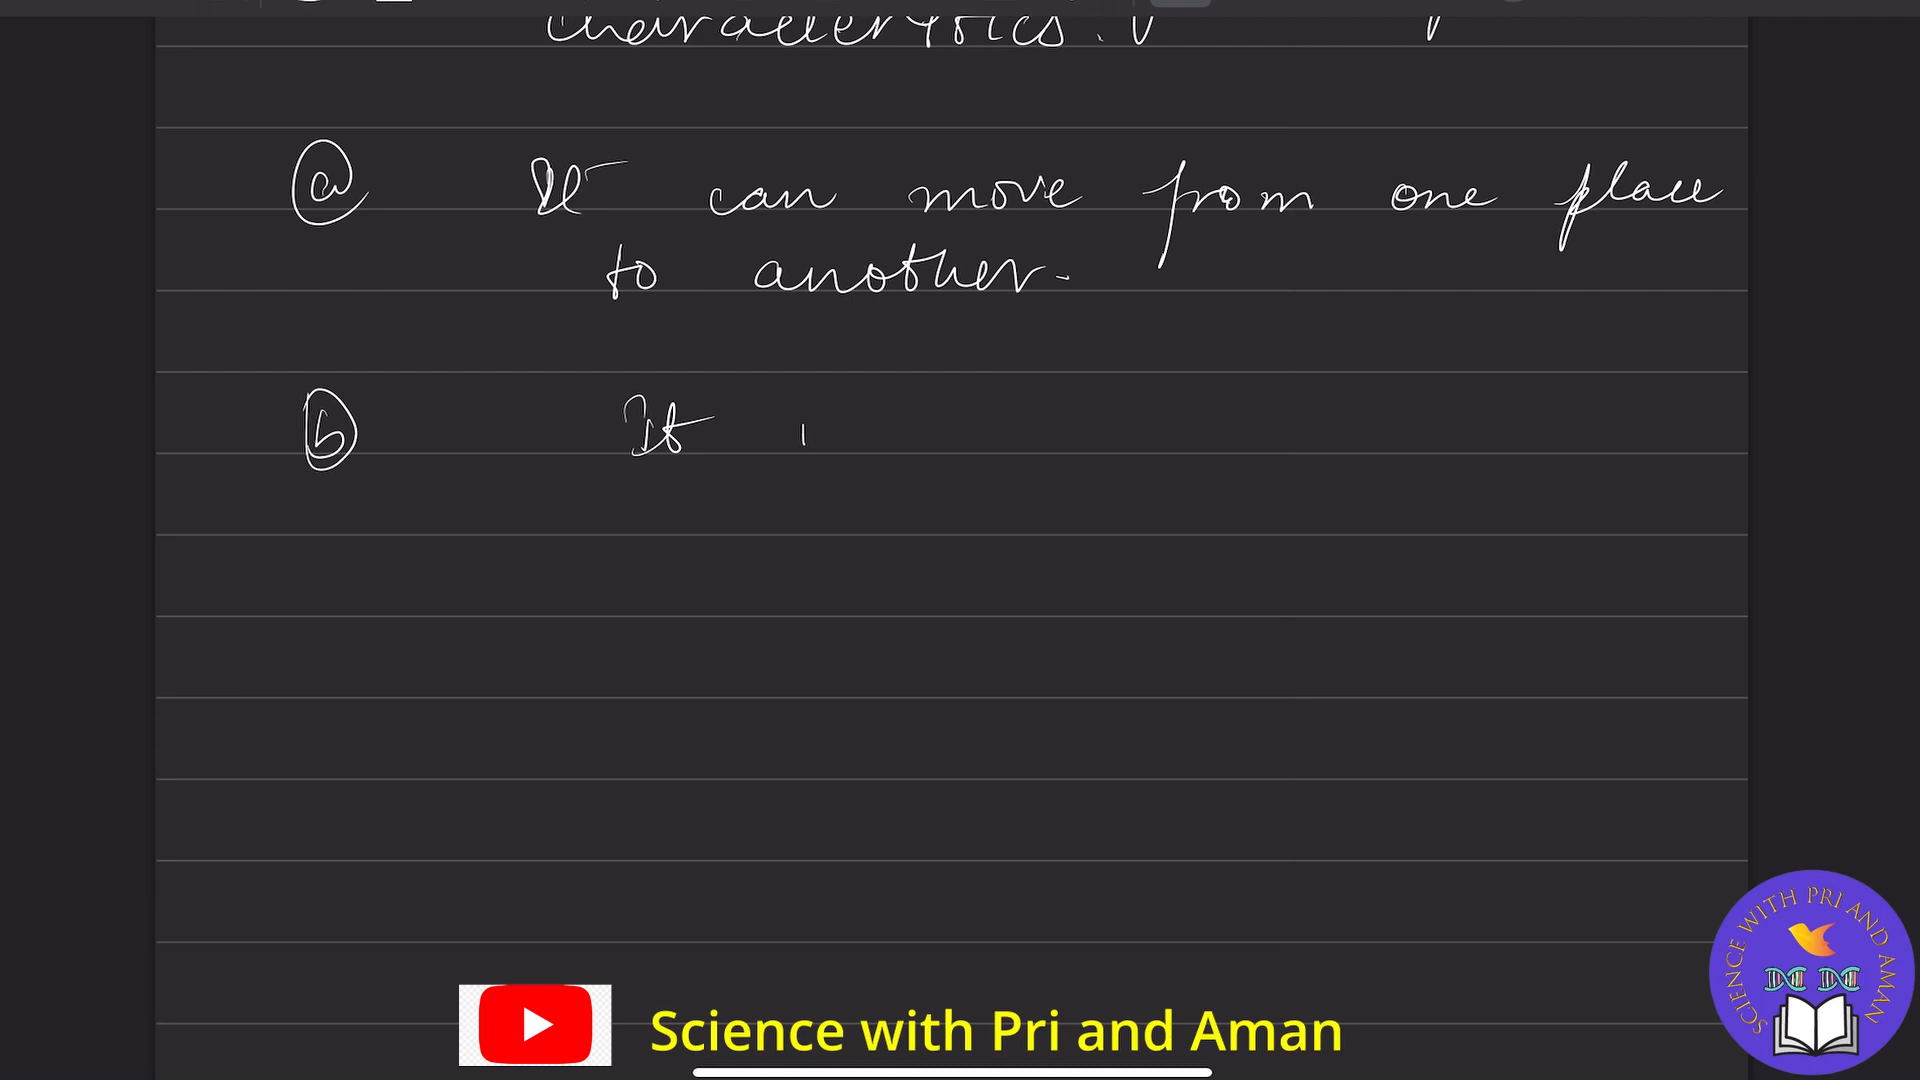 characteristics.
ⓐ It can move from one place
to another.
ⓑ It
Science with Pri and Aman
SCIENCE WITH PRI AND AMAN